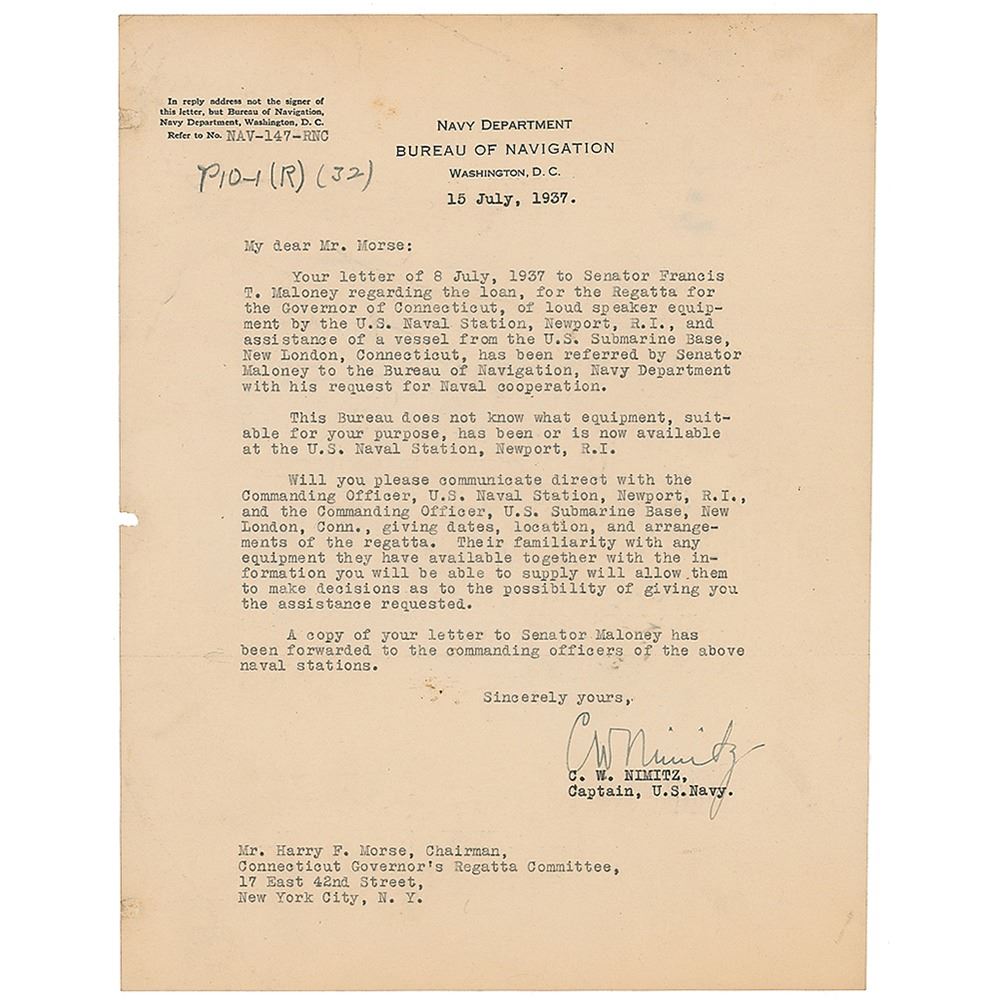 In reply address not the signer of
this letter, but Bureau of Navigation,
Navy Department, Washington, D. C.
Refer to No. NAV-147-RNC
P10-1 (R) (32)
NAVY DEPARTMENT
BUREAU OF NAVIGATION
WASHINGTON, D. C.
15 July, 1937.
My dear Mr. Morse:
Your letter of 8 July, 1937 to Senator Francis
T. Maloney regarding the loan, for the Regatta for
the Governor of Connecticut, of loud speaker equip-
ment by the U.S. Naval Station, Newport, R.I., and
assistance of a vessel from the U.S. Submarine Base,
New London, Connecticut, has been referred by Senator
Maloney to the Bureau of Navigation, Navy Department
with his request for Naval cooperation.
This Bureau does not know what equipment, suit-
able for your purpose, has been or is now available
at the U.S. Naval Station, Newport, R.I.
Will you please communicate direct with the
Commanding Officer, U.S. Naval Station, Newport, R.I.,
and the Commanding Officer, U.S. Submarine Base, New
London, Conn., giving dates, location, and arrange-
ments of the regatta. Their familiarity with any
equipment they have available together with the in-
formation you will be able to supply will allow them
to make decisions as to the possibility of giving you
the assistance requested.
A copy of your letter to Senator Maloney has
been forwarded to the commanding officers of the above
naval stations.
Sincerely yours,
CW Nimitz
C. W. NIMITZ,
Captain, U.S.Navy.
Mr. Harry F. Morse, Chairman,
Connecticut Governor's Regatta Committee,
17 East 42nd Street,
New York City, N. Y.